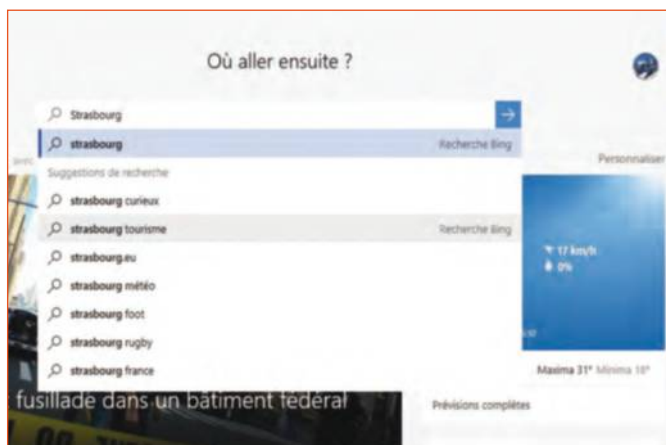 Où aller ensuite ?
Strasbourg
strasbourg Recherche Bing
Personnaliser
Suggestions de recherche
strasbourg curieux
strasbourg tourisme Recherche Bing
strasbourg.eu
17 km/h
strasbourg météo
0%
strasbourg foot
strasbourg rugby
strasbourg france
Maxima 31° Minima 18°
fusillade dans un bâtiment fédéral
Prévisions complètes